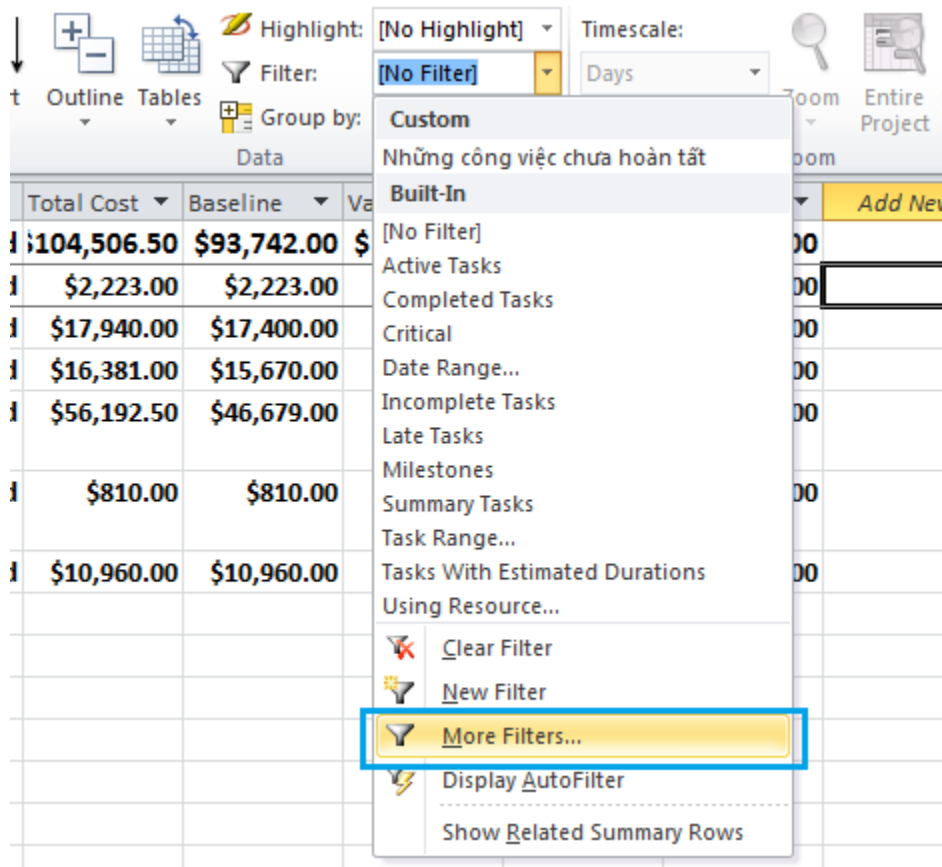 Highlight: [No Highlight] Timescale:
Filter: [No Filter] Days
Outline Tables Group by: Zoom Entire Project
Data
Custom
Những công việc chưa hoàn tất
Built-In
[No Filter]
Active Tasks
Completed Tasks
Critical
Date Range...
Incomplete Tasks
Late Tasks
Milestones
Summary Tasks
Task Range...
Tasks With Estimated Durations
Using Resource...
Clear Filter
New Filter
More Filters...
Display AutoFilter
Show Related Summary Rows
Total Cost Baseline Add New
$104,506.50 $93,742.00 $
$2,223.00 $2,223.00
$17,940.00 $17,400.00
$16,381.00 $15,670.00
$56,192.50 $46,679.00
$810.00 $810.00
$10,960.00 $10,960.00